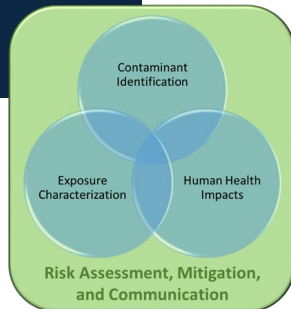 Contaminant
Identification
Exposure
Characterization
Human Health
Impacts
Risk Assessment, Mitigation,
and Communication